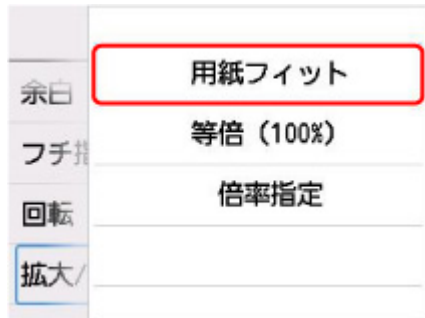 余白
フチ指
回転
拡大/
用紙フィット
等倍（100%）
倍率指定